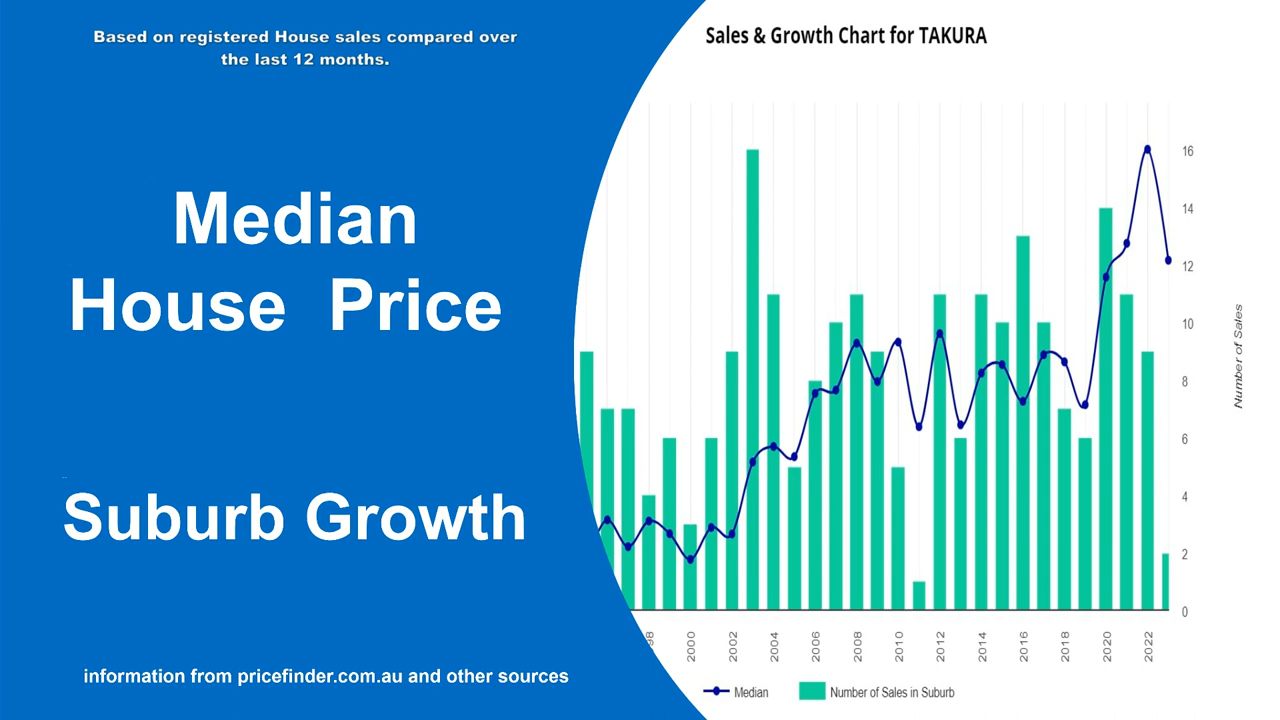 Based on registered House sales compared over
the last 12 months.
Median
House Price
Suburb Growth
information from pricefinder.com.au and other sources
Sales & Growth Chart for TAKURA
16
14
12
10
8
6
4
2
0
Number of Sales
98
2000
2002
2004
2006
2008
2010
2012
2014
2016
2018
2020
2022
Median
Number of Sales in Suburb